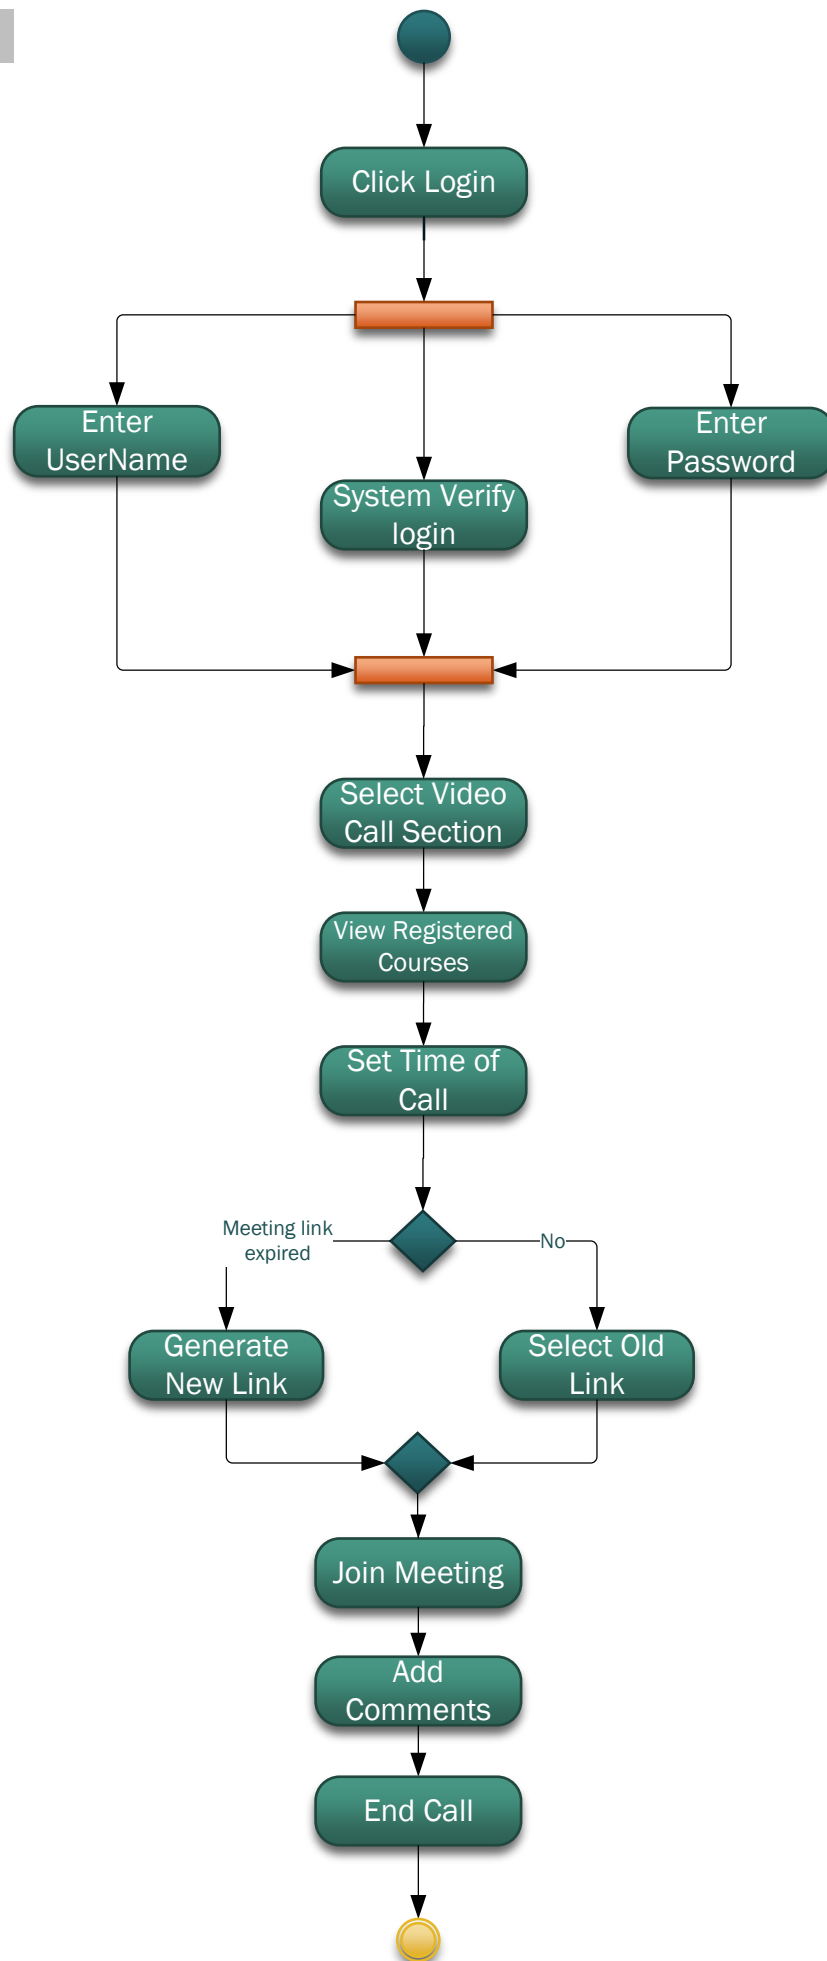 Click Login
Enter
UserName
Enter
Password
System Verify
login
Select Video
Call Section
View Registered
Courses
Set Time of
Call
Meeting link
expired
No
Generate
New Link
Select Old
Link
Join Meeting
Add
Comments
End Call